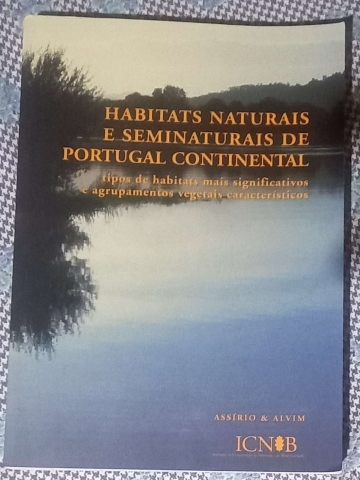 HABITATS NATURAIS
E SEMINATURAIS DE
PORTUGAL CONTINENTAL
tipos de habitats mais significativos
e agrupamentos vegetais característicos
ASSÍRIO & ALVIM
ICNB